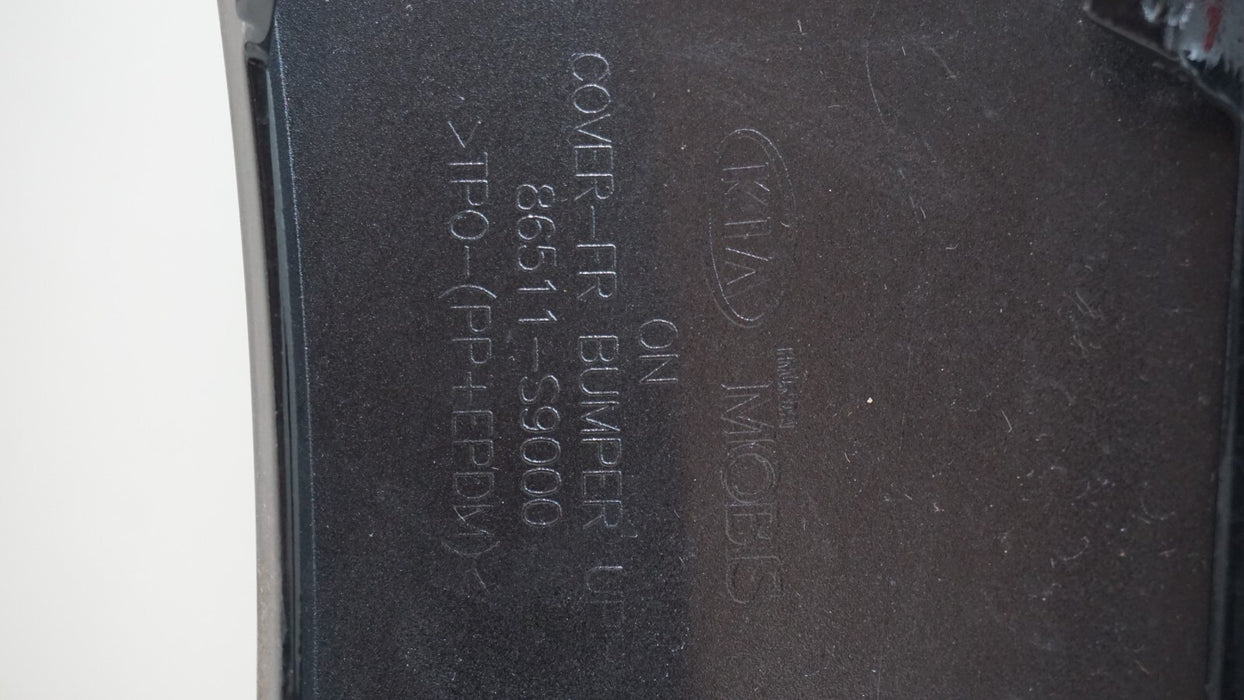 KIA
MOBIS
ON
COVER-FR BUMPER UP
86511-S9000
>TPO-(PP+EPDM)<